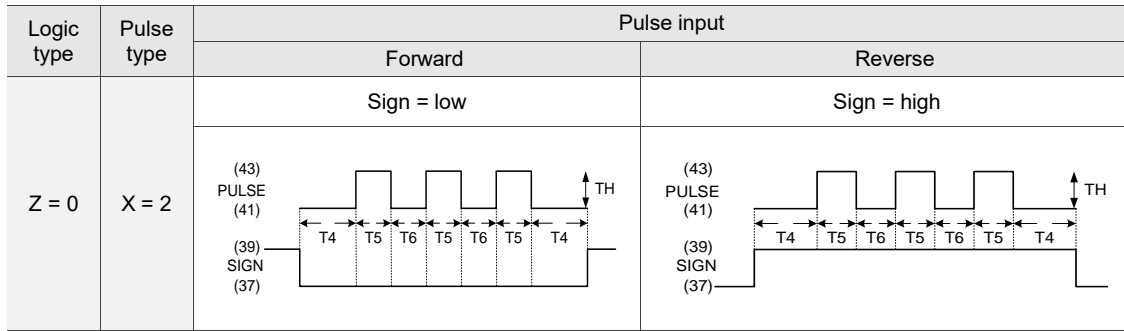 Logic type
Pulse type
Pulse input
Forward
Reverse
Z = 0
X = 2
Sign = low
Sign = high
(43)
PULSE
(41)
TH
T4 T5 T6 T5 T6 T5 T4
(39)
SIGN
(37)
(43)
PULSE
(41)
TH
T4 T5 T6 T5 T6 T5 T4
(39)
SIGN
(37)